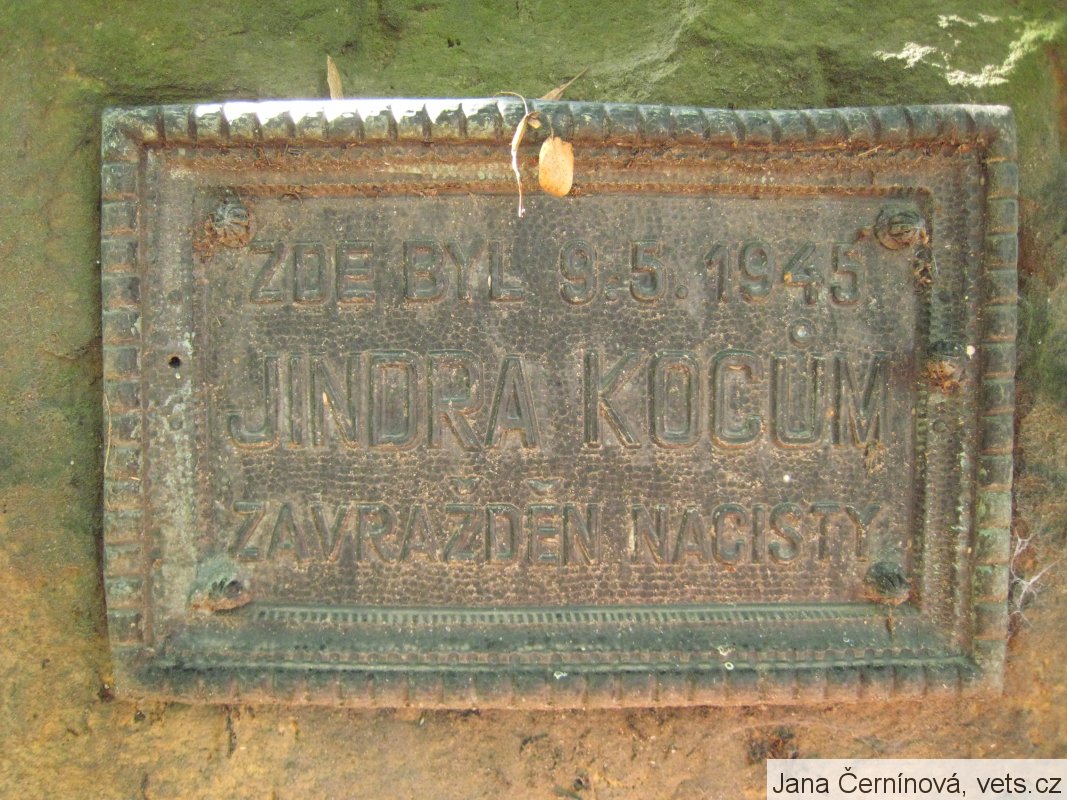 ZDE BYL 9.5.1945
JINDRA KOCŮM
ZAVRAŽDĚN NACISTY
Jana Černínová, vets.cz